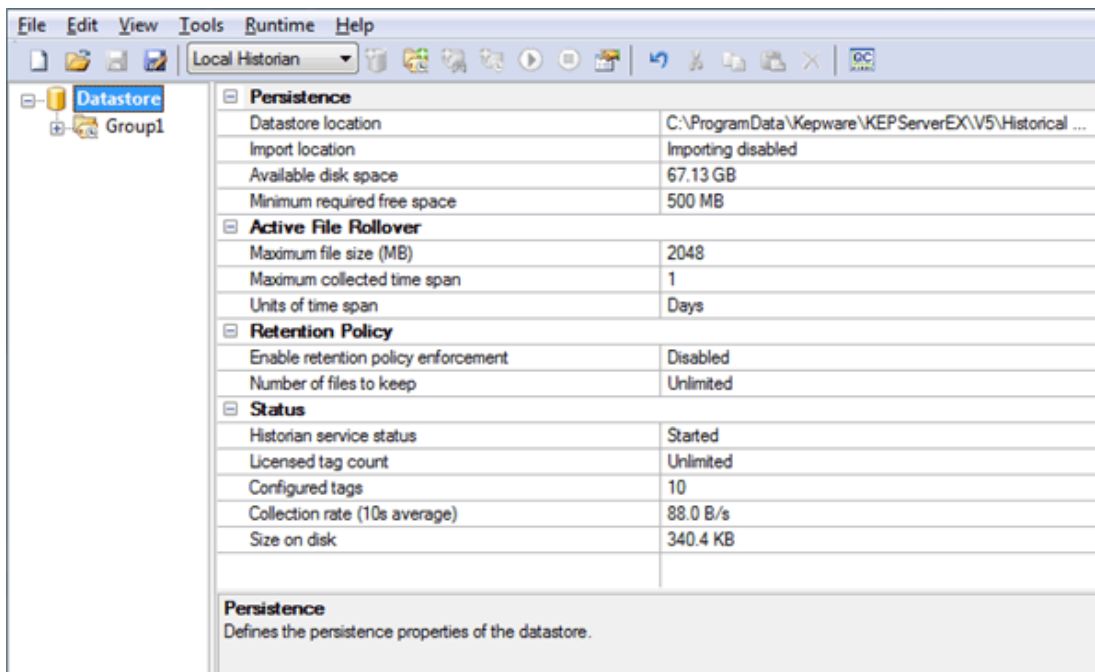 File Edit View Tools Runtime Help
Local Historian
Datastore
Group1
Persistence
Datastore location C:\ProgramData\Kepware\KEPServerEX\V5\Historical ...
Import location Importing disabled
Available disk space 67.13 GB
Minimum required free space 500 MB
Active File Rollover
Maximum file size (MB) 2048
Maximum collected time span 1
Units of time span Days
Retention Policy
Enable retention policy enforcement Disabled
Number of files to keep Unlimited
Status
Historian service status Started
Licensed tag count Unlimited
Configured tags 10
Collection rate (10s average) 88.0 B/s
Size on disk 340.4 KB
Persistence
Defines the persistence properties of the datastore.